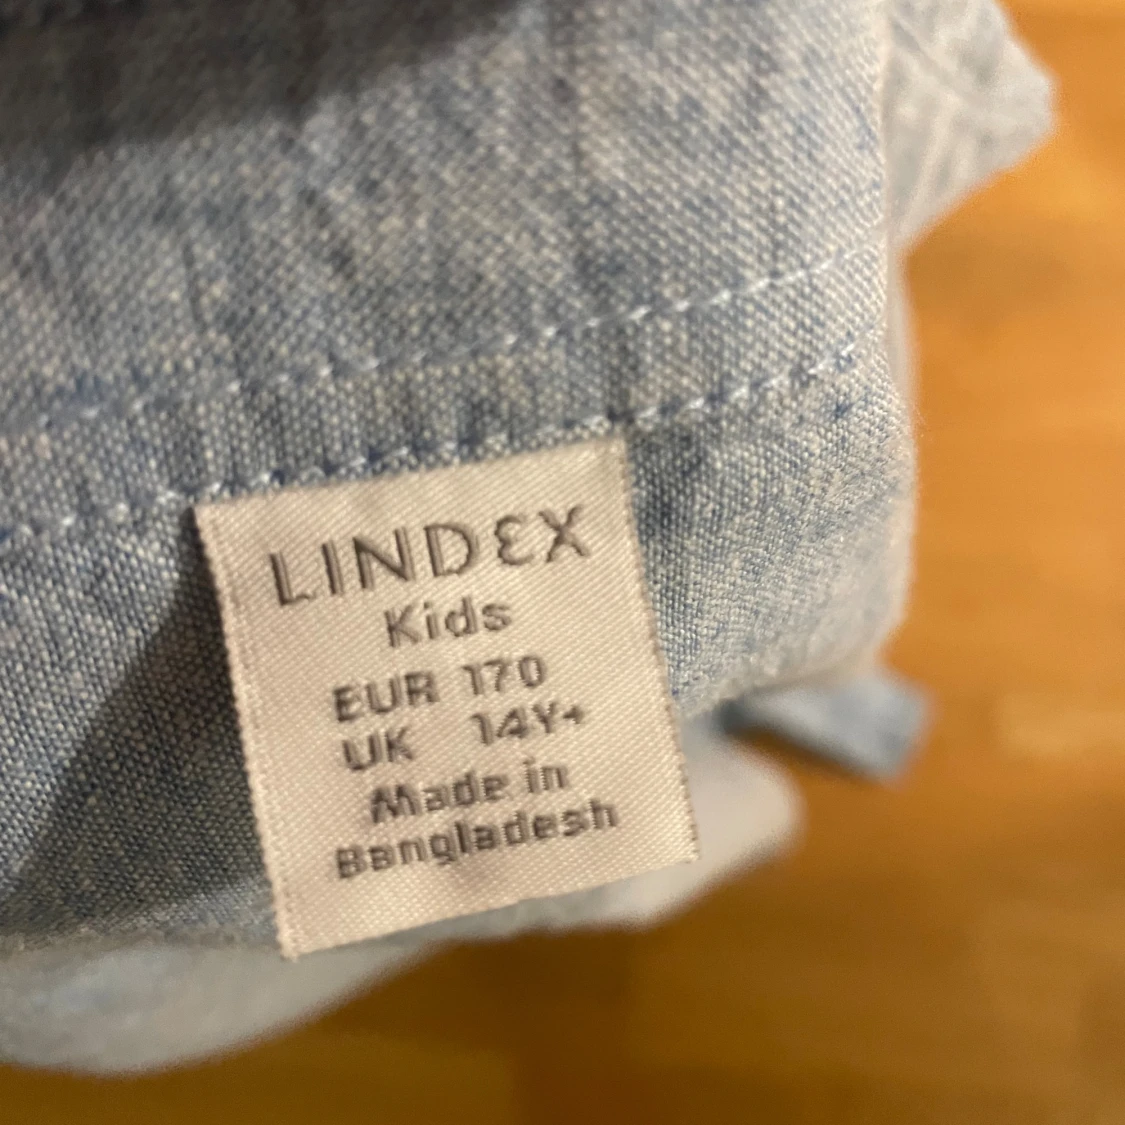 LINDEX
Kids
EUR 170
UK 14Y+
Made in
Bangladesh